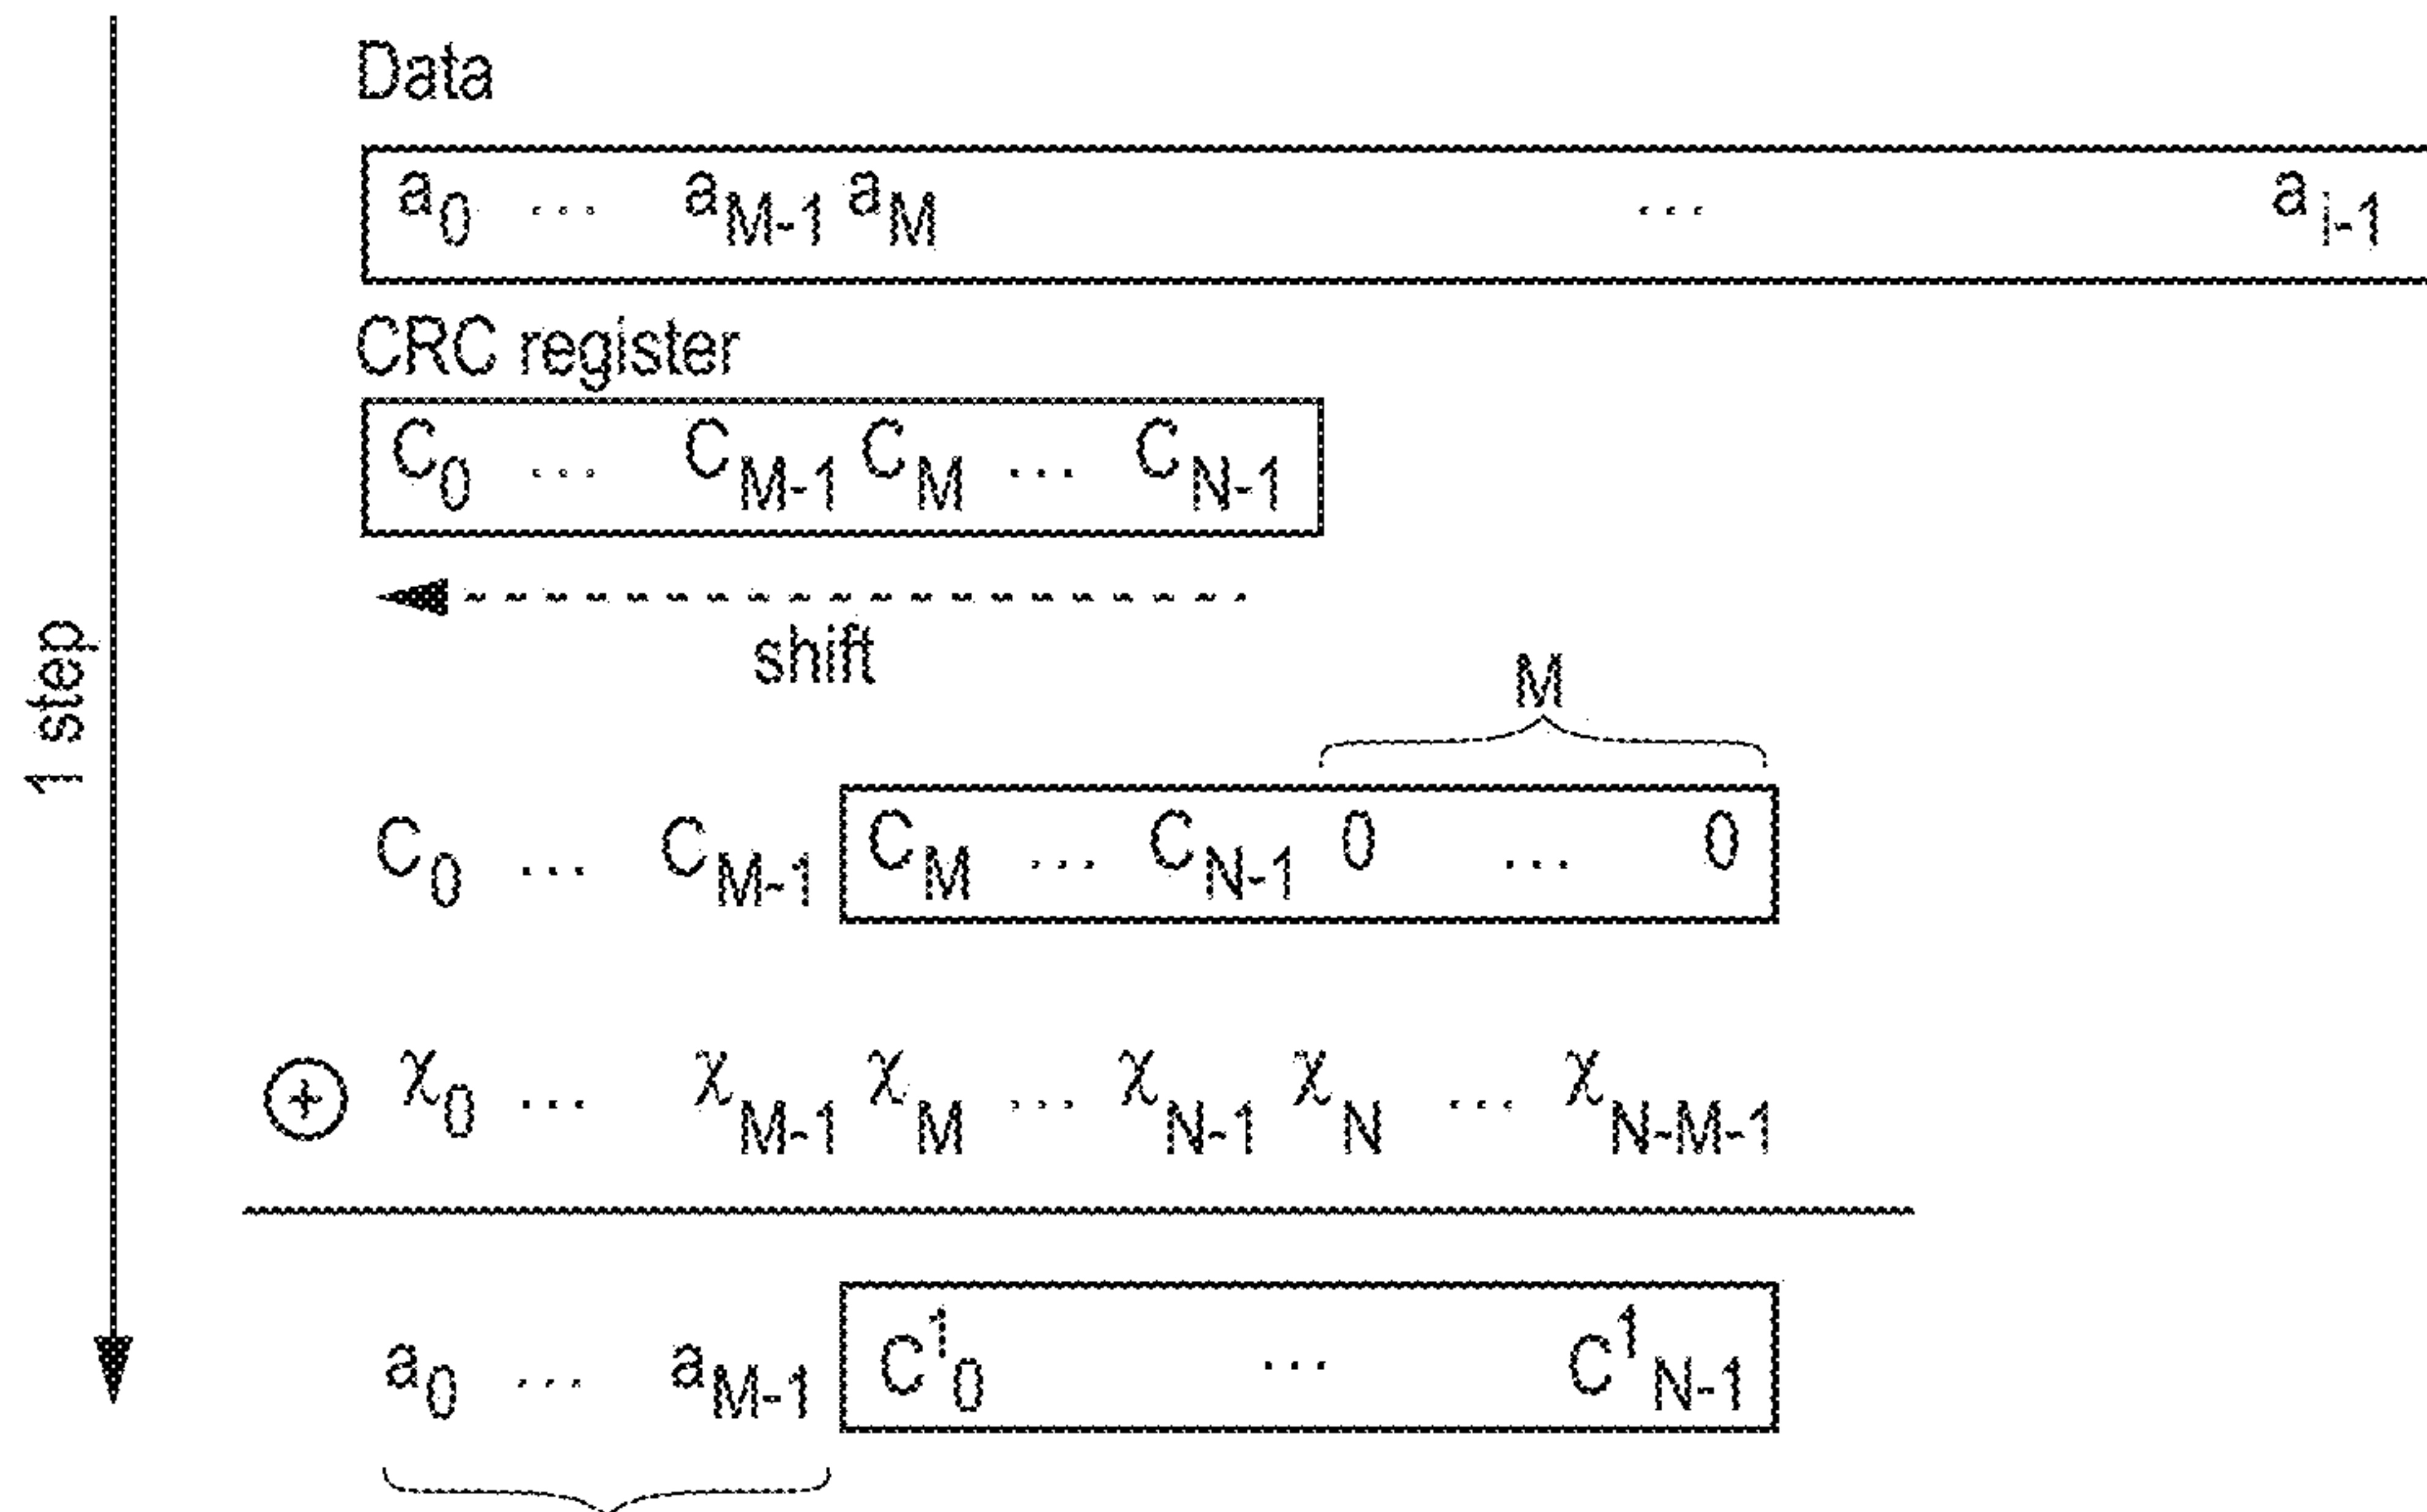 Data
a0 ... aM-1 aM ... al-1
CRC register
C0 ... CM-1 CM ... CN-1
shift
1 step
M
C0 ... CM-1 CM ... CN-1 0 ... 0
⊕ χ0 ... χM-1 χM ... χN-1 χN ... χN-M-1
a0 ... aM-1 C¹0 ... C¹N-1